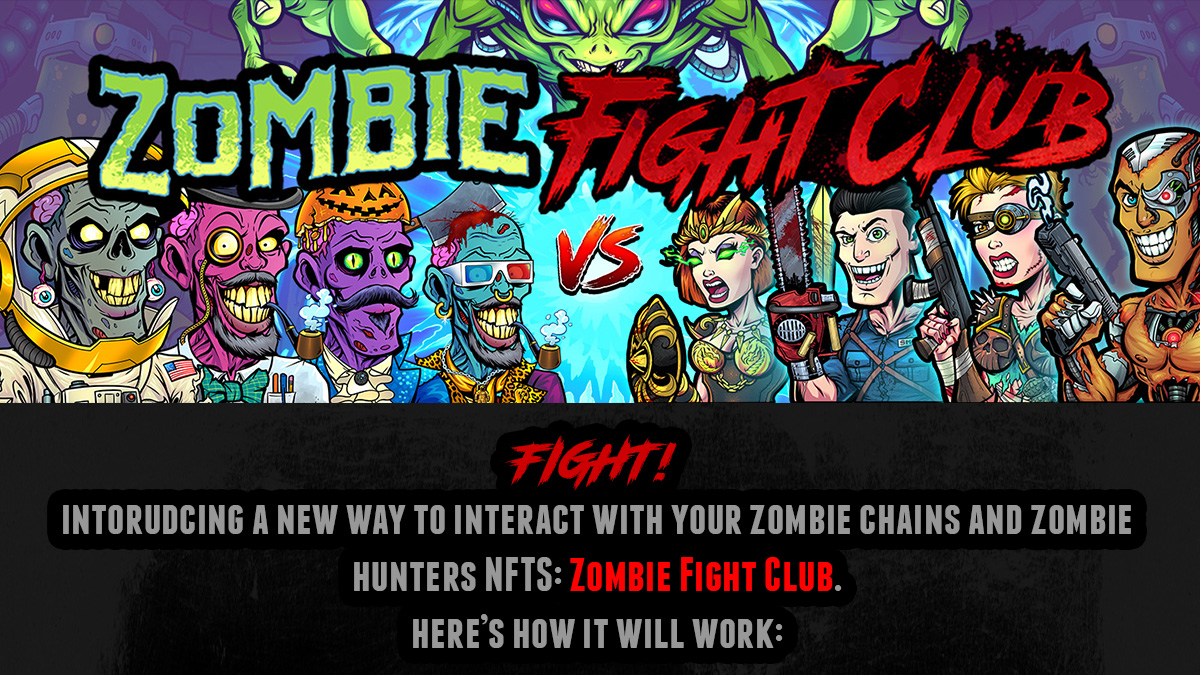 ZOMBIE FIGHT CLUB
VS
FIGHT!
INTORUDCING A NEW WAY TO INTERACT WITH YOUR ZOMBIE CHAINS AND ZOMBIE
HUNTERS NFTS: ZOMBIE FIGHT CLUB.
HERE'S HOW IT WILL WORK: